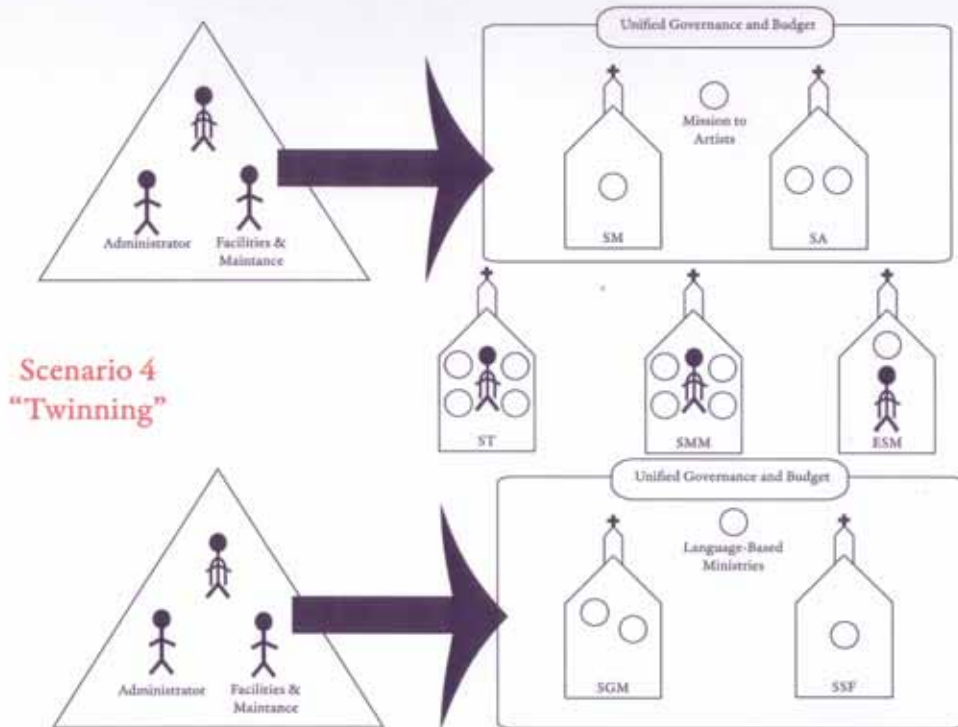 Unified Governance and Budget
Mission to
Artists
Administrator
Facilities &
Maintance
SM
SA
Scenario 4
“Twinning”
ST
SMM
ESM
Unified Governance and Budget
Language-Based
Ministries
Administrator
Facilities &
Maintance
SGM
SSF